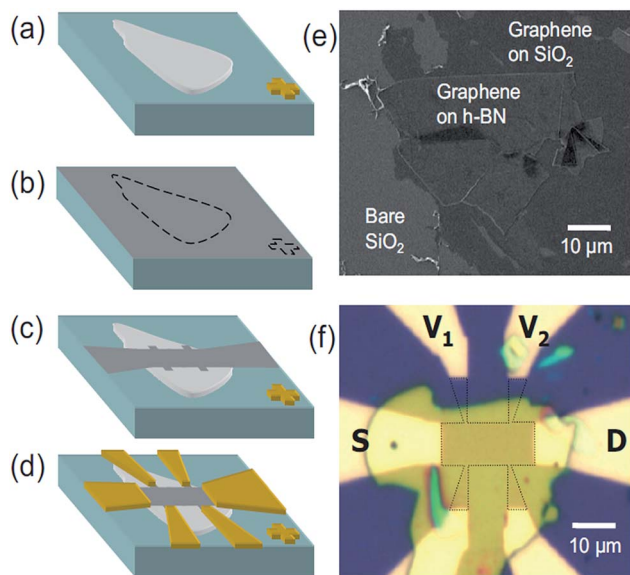 (a)
(b)
(c)
(d)
(e)
Graphene
on SiO₂
Graphene
on h-BN
Bare
SiO₂
10 µm
(f)
V₁
V₂
S
D
10 µm